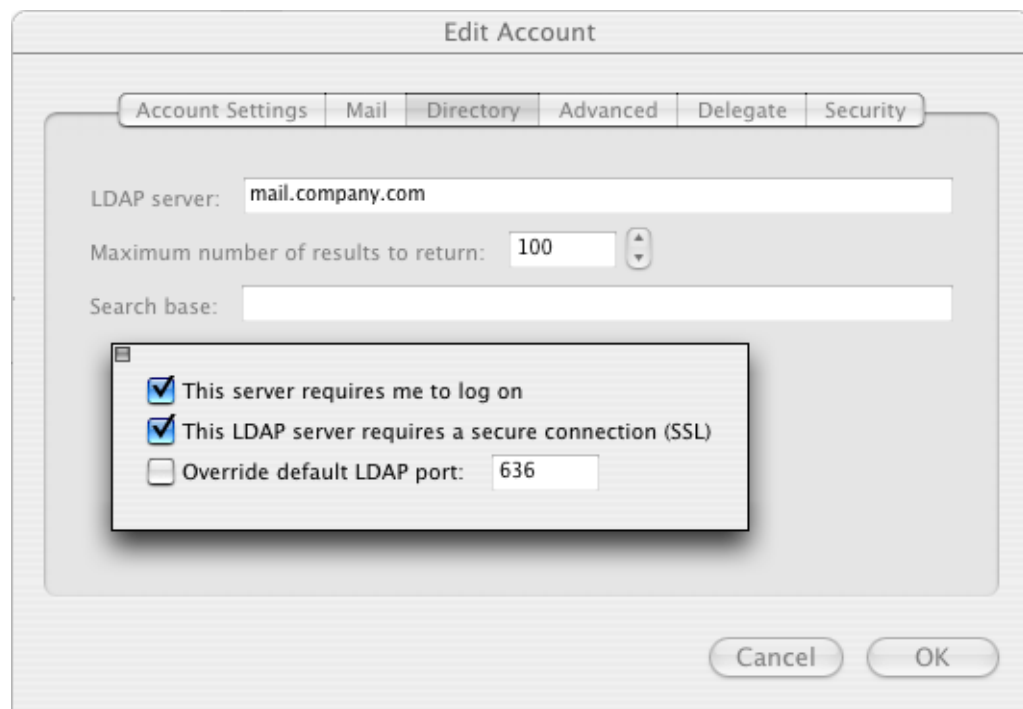 Edit Account
Account Settings Mail Directory Advanced Delegate Security
LDAP server: mail.company.com
Maximum number of results to return: 100
Search base:
This server requires me to log on
This LDAP server requires a secure connection (SSL)
Override default LDAP port: 636
Cancel OK